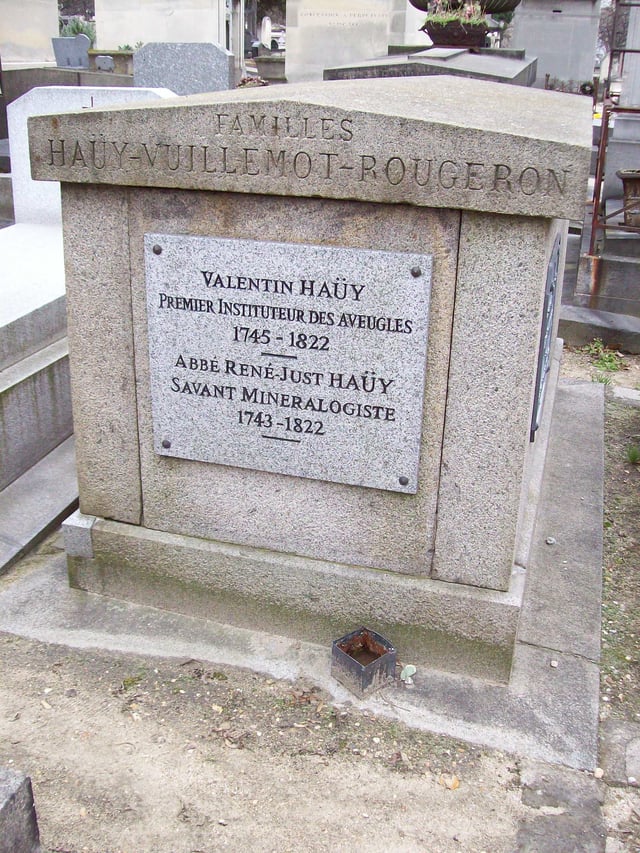 FAMILLES
HAÜY-VUILLEMOT-ROUGERON
VALENTIN HAÜY
PREMIER INSTITUTEUR DES AVEUGLES
1745 - 1822
ABBÉ RENÉ-JUST HAÜY
SAVANT MINERALOGISTE
1743 - 1822